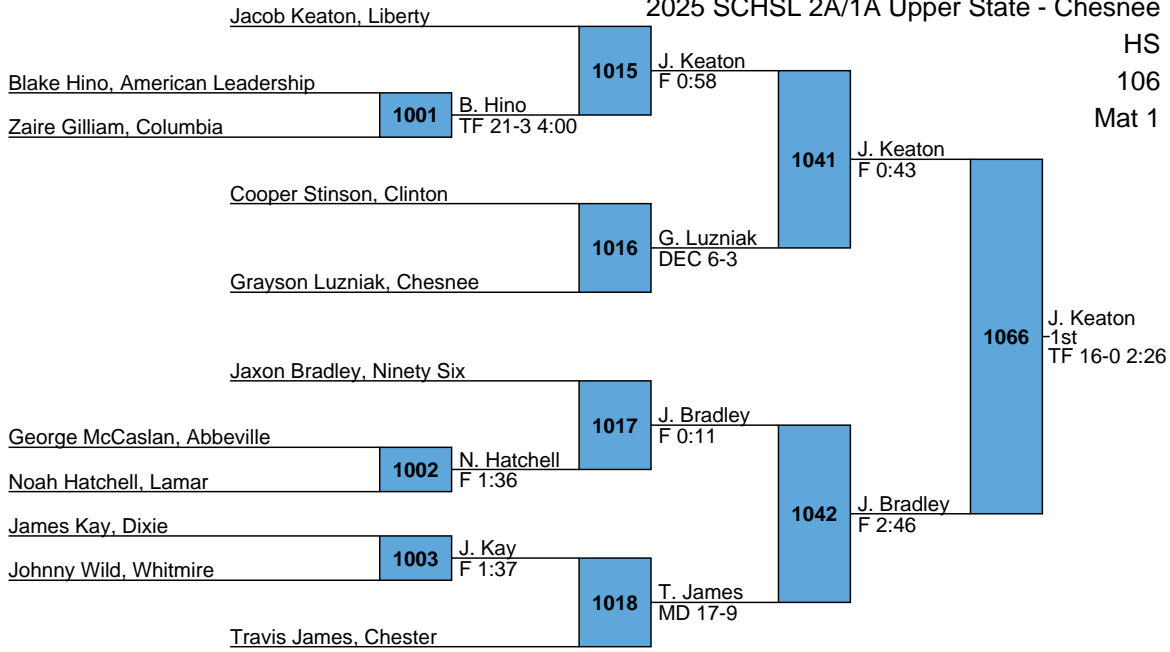 2025 SCHSL 2A/1A Upper State - Chesnee
HS
106
Mat 1
Jacob Keaton, Liberty
1015
J. Keaton
F 0:58
Blake Hino, American Leadership
1001
B. Hino
TF 21-3 4:00
Zaire Gilliam, Columbia
1041
J. Keaton
F 0:43
Cooper Stinson, Clinton
1016
G. Luzniak
DEC 6-3
Grayson Luzniak, Chesnee
1066
J. Keaton
1st
TF 16-0 2:26
Jaxon Bradley, Ninety Six
1017
J. Bradley
F 0:11
George McCaslan, Abbeville
1002
N. Hatchell
F 1:36
Noah Hatchell, Lamar
1042
J. Bradley
F 2:46
James Kay, Dixie
1003
J. Kay
F 1:37
Johnny Wild, Whitmire
1018
T. James
MD 17-9
Travis James, Chester